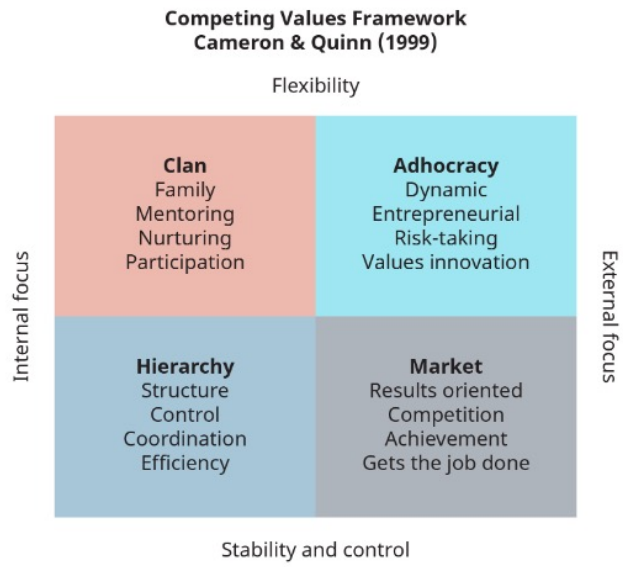 Competing Values Framework
Cameron & Quinn (1999)
Flexibility
Clan
Family
Mentoring
Nurturing
Participation
Adhocracy
Dynamic
Entrepreneurial
Risk-taking
Values innovation
Internal focus
External focus
Hierarchy
Structure
Control
Coordination
Efficiency
Market
Results oriented
Competition
Achievement
Gets the job done
Stability and control